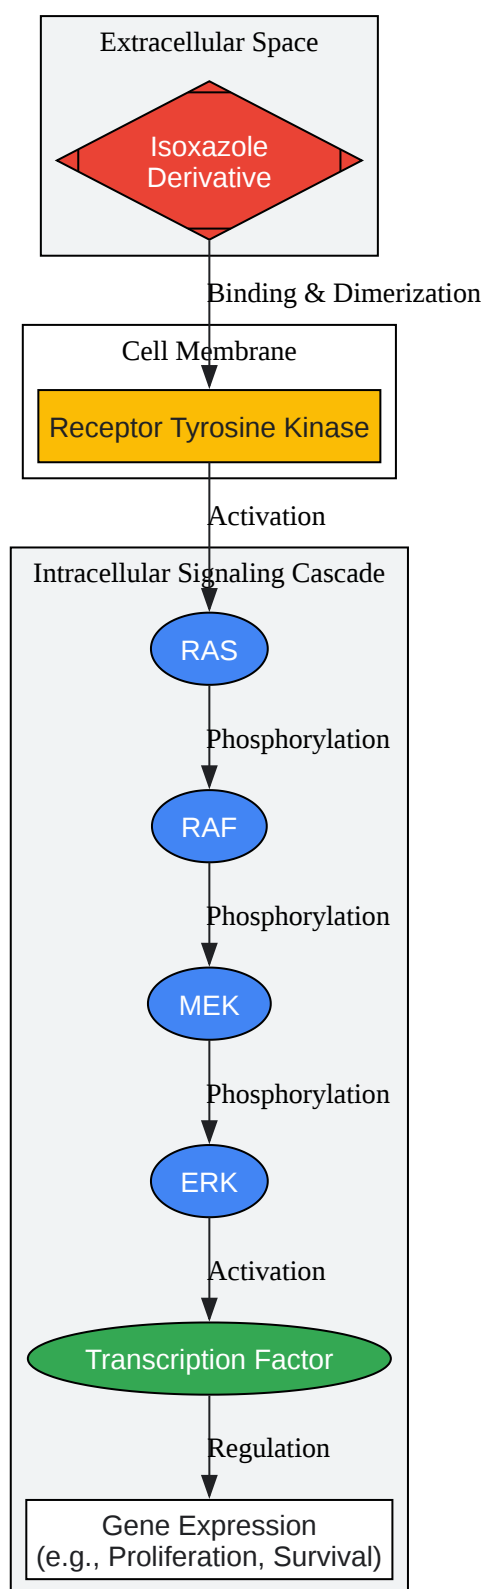 Extracellular Space
Isoxazole
Derivative
Binding & Dimerization
Cell Membrane
Receptor Tyrosine Kinase
Activation
Intracellular Signaling Cascade
RAS
Phosphorylation
RAF
Phosphorylation
MEK
Phosphorylation
ERK
Activation
Transcription Factor
Regulation
Gene Expression
(e.g., Proliferation, Survival)